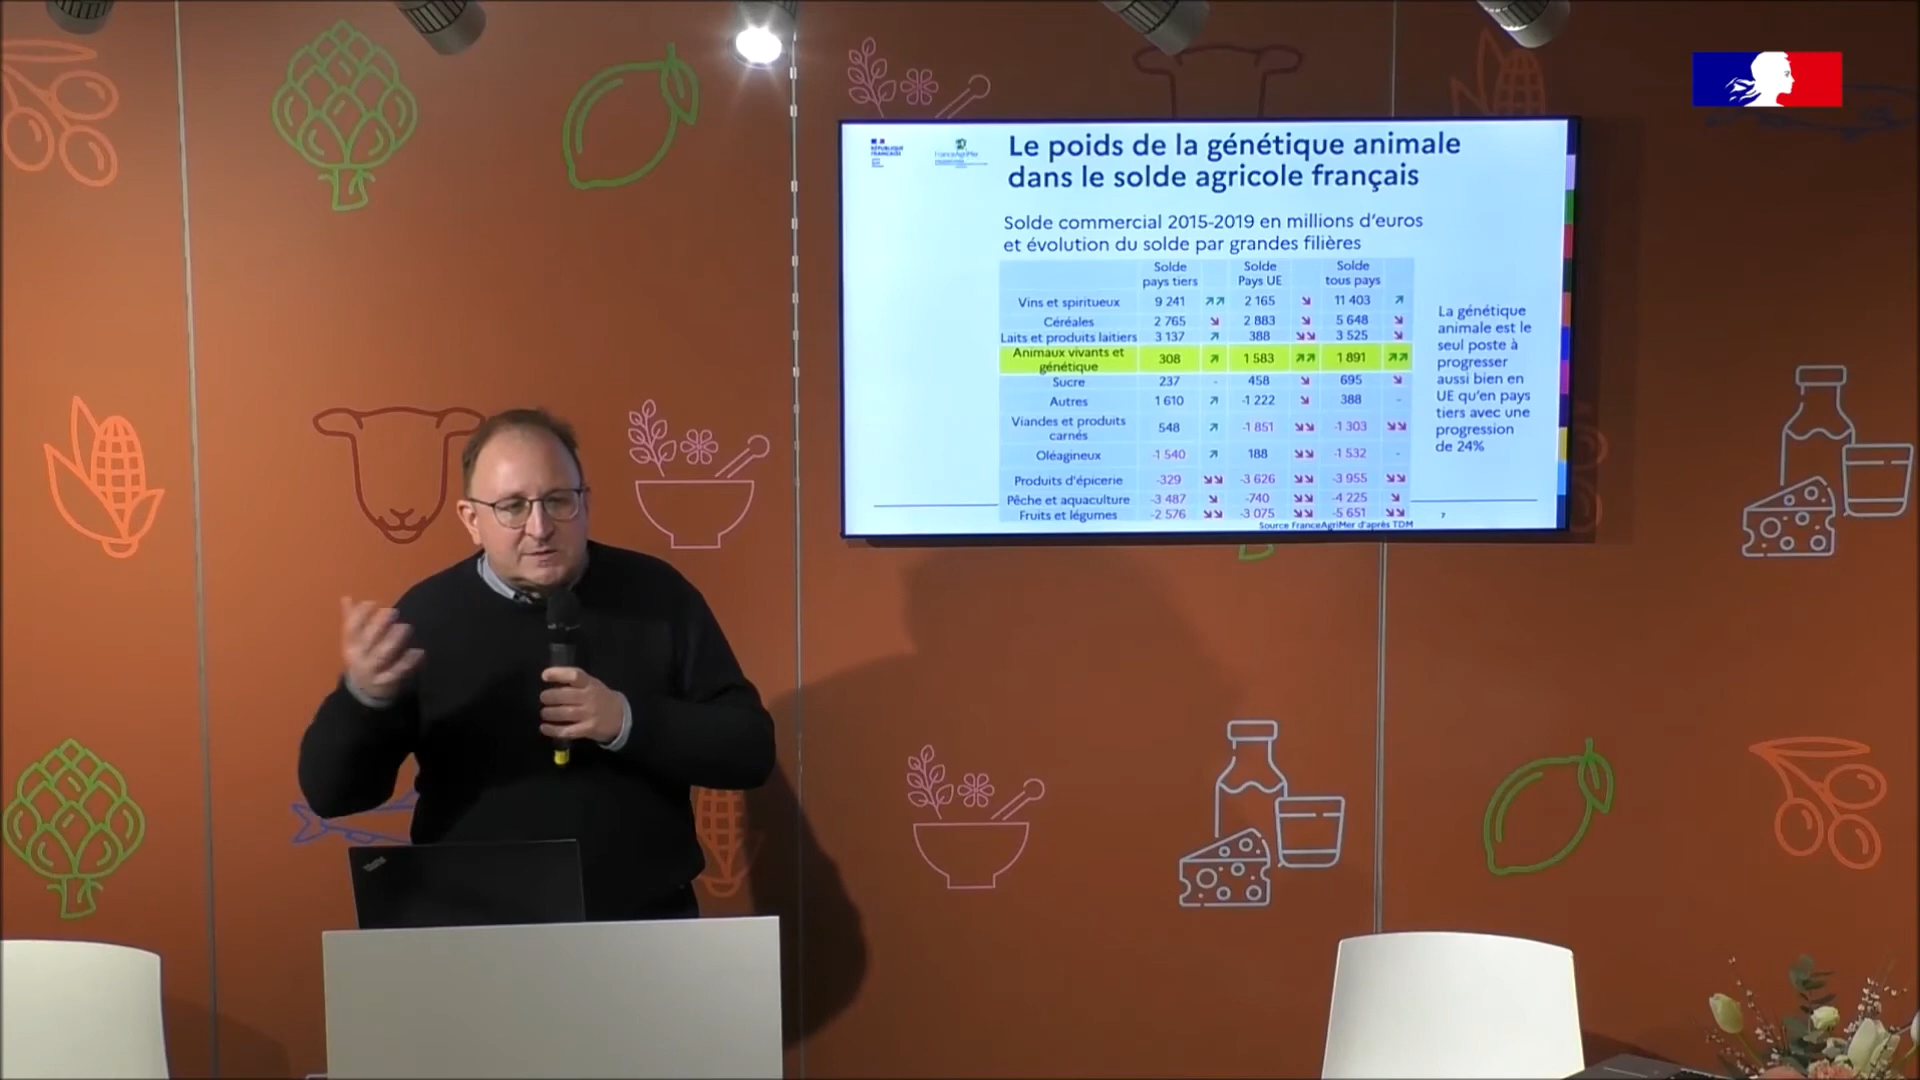 RÉPUBLIQUE
FRANÇAISE
FranceAgriMer
Le poids de la génétique animale
dans le solde agricole français
Solde commercial 2015-2019 en millions d'euros
et évolution du solde par grandes filières
Solde Solde Solde
pays tiers Pays UE tous pays
Vins et spiritueux 9 241 ↗↗ 2 165 ↘ 11 403 ↗
Céréales 2 765 ↘ 2 883 ↘ 5 648 ↘
Laits et produits laitiers 3 137 ↗ 388 ↘↘ 3 525 ↘
Animaux vivants et
génétique 308 ↗ 1 583 ↗↗ 1 891 ↗↗
Sucre 237 - 458 ↘ 695 ↘
Autres 1 610 ↗ -1 222 ↘ 388 -
Viandes et produits
carnés 548 ↗ -1 851 ↘↘ -1 303 ↘↘
Oléagineux -1 540 ↗ 188 ↘↘ -1 532 -
Produits d'épicerie -329 ↘↘ -3 626 ↘↘ -3 955 ↘↘
Pêche et aquaculture -3 487 ↘ -740 ↘↘ -4 225 ↘
Fruits et légumes -2 576 ↘↘ -3 075 ↘↘ -5 651 ↘↘
Source FranceAgriMer d'après TDM
La génétique
animale est le
seul poste à
progresser
aussi bien en
UE qu'en pays
tiers avec une
progression
de 24%
7
ThinkPad